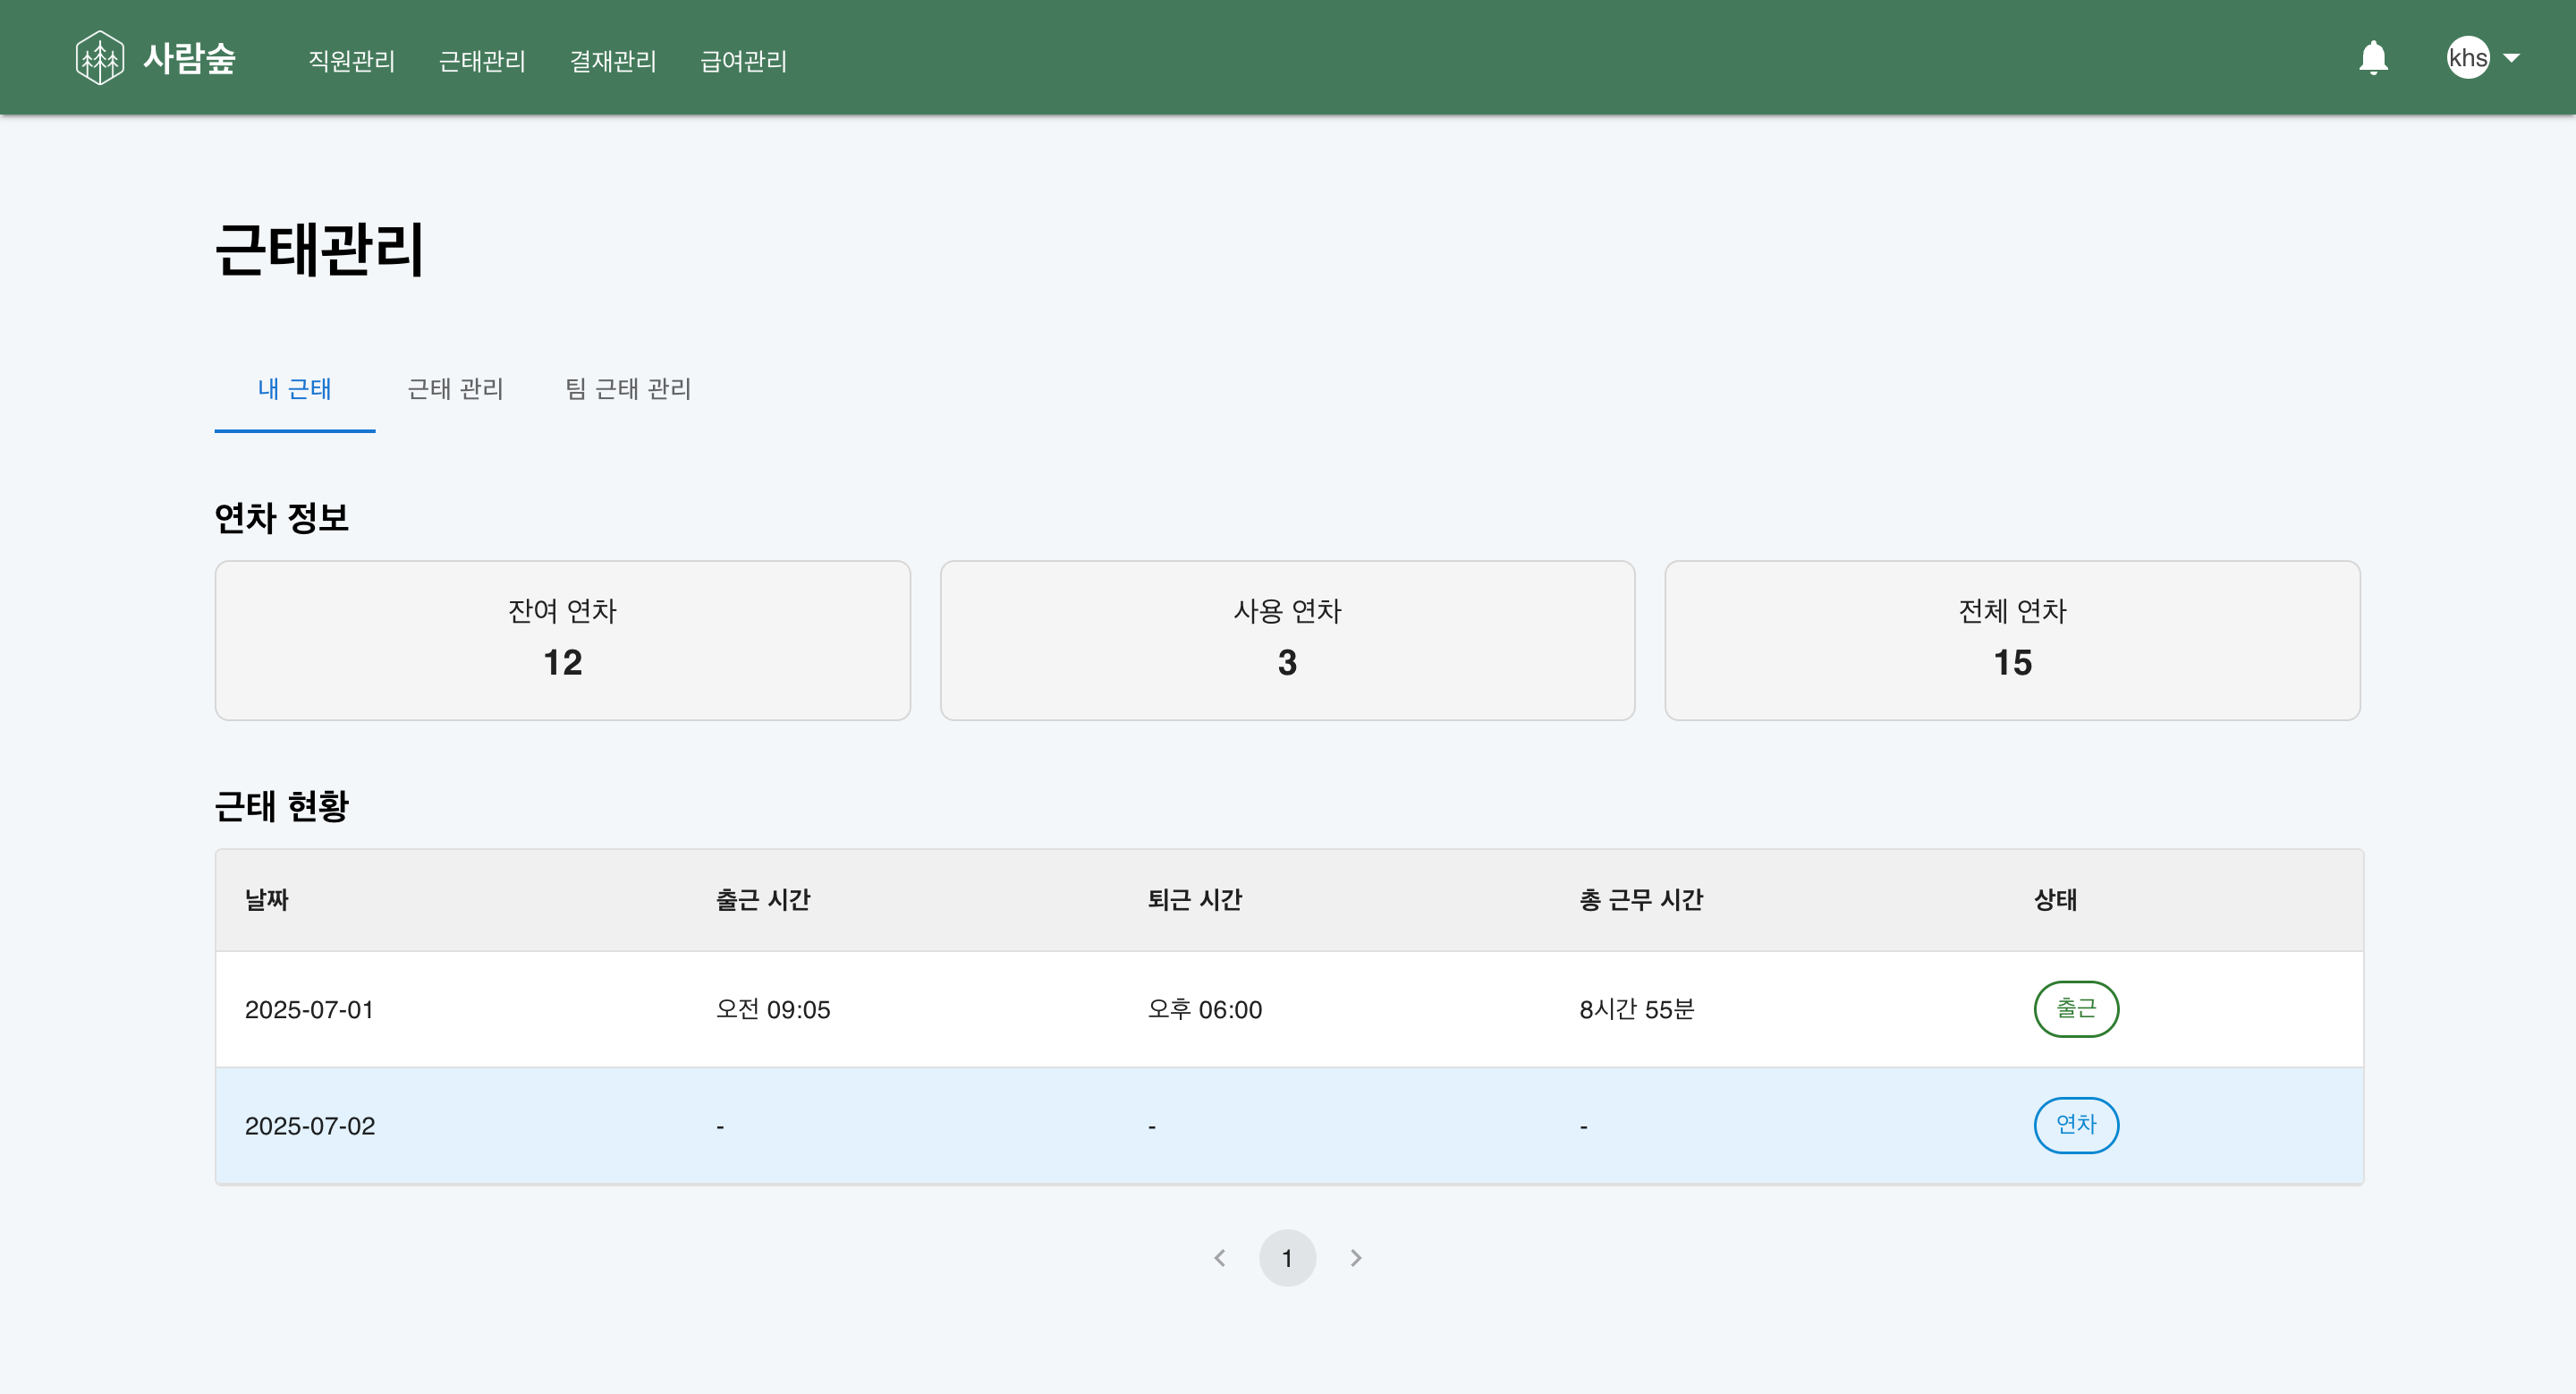 사람숲 직원관리 근태관리 결재관리 급여관리 khs
근태관리
내 근태 근태 관리 팀 근태 관리
연차 정보
잔여 연차 사용 연차 전체 연차
12 3 15
근태 현황
날짜 출근 시간 퇴근 시간 총 근무 시간 상태
2025-07-01 오전 09:05 오후 06:00 8시간 55분 출근
2025-07-02 - - - 연차
1